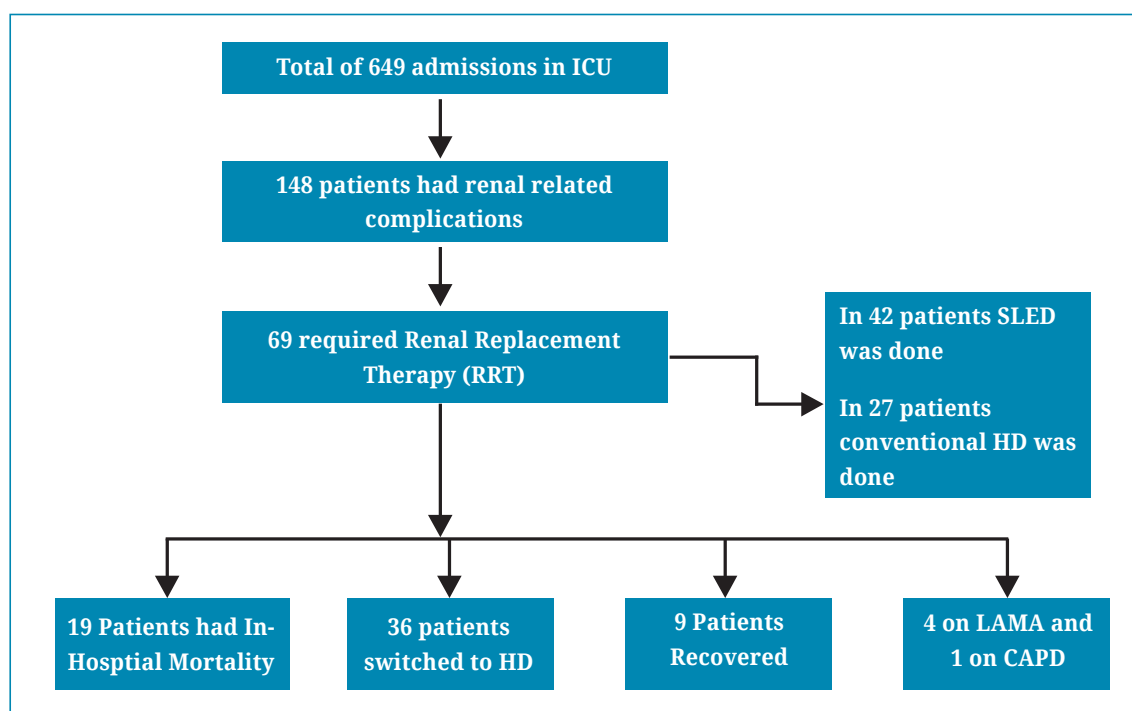 Total of 649 admissions in ICU
148 patients had renal related
complications
69 required Renal Replacement
Therapy (RRT)
In 42 patients SLED
was done
In 27 patients
conventional HD was
done
19 Patients had In-
Hosptial Mortality
36 patients
switched to HD
9 Patients
Recovered
4 on LAMA and
1 on CAPD